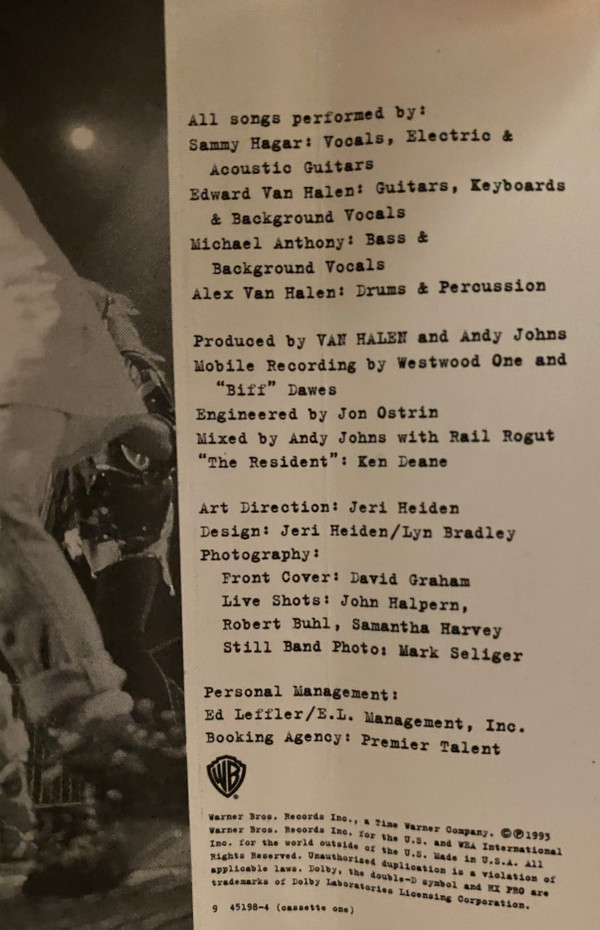 All songs performed by:
Sammy Hagar: Vocals, Electric &
Acoustic Guitars
Edward Van Halen: Guitars, Keyboards
& Background Vocals
Michael Anthony: Bass &
Background Vocals
Alex Van Halen: Drums & Percussion
Produced by VAN HALEN and Andy Johns
Mobile Recording by Westwood One and
“Biff” Dawes
Engineered by Jon Ostrin
Mixed by Andy Johns with Rail Rogut
“The Resident”: Ken Deane
Art Direction: Jeri Heiden
Design: Jeri Heiden/Lyn Bradley
Photography:
Front Cover: David Graham
Live Shots: John Halpern,
Robert Buhl, Samantha Harvey
Still Band Photo: Mark Seliger
Personal Management:
Ed Leffler/E.L. Management, Inc.
Booking Agency: Premier Talent
WB
Warner Bros. Records Inc., a Time Warner Company. ©℗1993
Warner Bros. Records Inc. for the U.S. and WEA International
Inc. for the world outside of the U.S. Made in U.S.A. All
Rights Reserved. Unauthorized duplication is a violation of
applicable laws. Dolby, the double-D symbol and HX PRO are
trademarks of Dolby Laboratories Licensing Corporation.
9 45198-4 (cassette one)